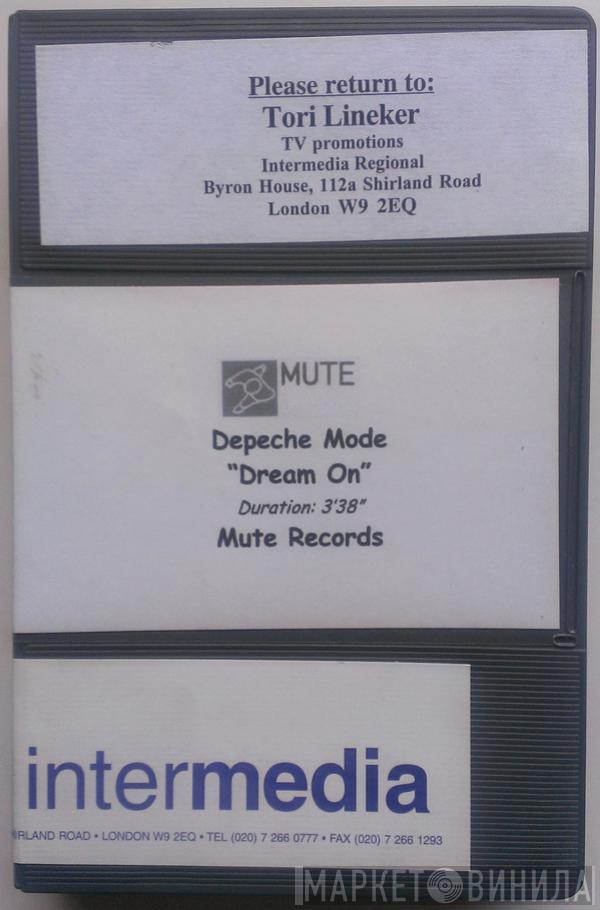 Please return to:
Tori Lineker
TV promotions
Intermedia Regional
Byron House, 112a Shirland Road
London W9 2EQ
MUTE
Depeche Mode
“Dream On”
Duration: 3'38"
Mute Records
intermedia
IRLAND ROAD • LONDON W9 2EQ • TEL (020) 7 266 0777 • FAX (020) 7 266 1293
МАРКЕТ ВИНИЛА